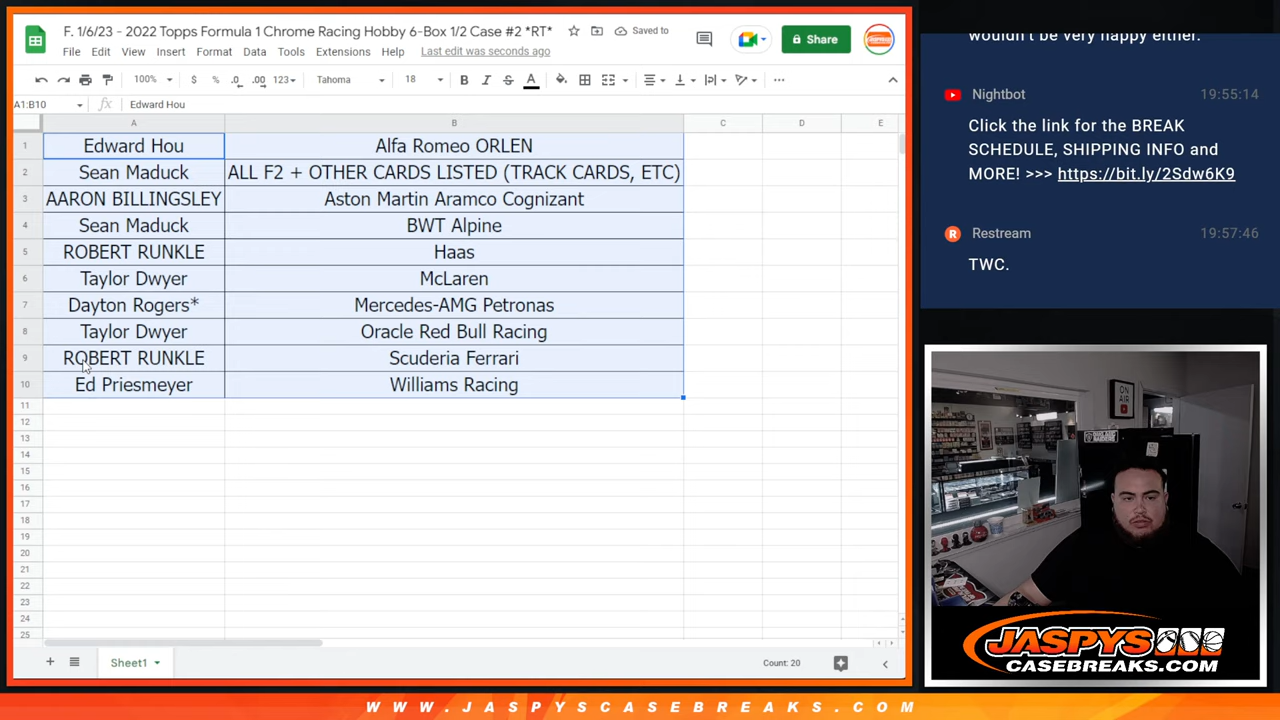 F. 1/6/23 - 2022 Topps Formula 1 Chrome Racing Hobby 6-Box 1/2 Case #2 *RT*
Saved to
File Edit View Insert Format Data Tools Extensions Help Last edit was seconds ago
Share
100% $ % .0 .00 123 Tahoma 18 B I S A
A1:B10 fx Edward Hou
A B C D E
1 Edward Hou Alfa Romeo ORLEN
2 Sean Maduck ALL F2 + OTHER CARDS LISTED (TRACK CARDS, ETC)
3 AARON BILLINGSLEY Aston Martin Aramco Cognizant
4 Sean Maduck BWT Alpine
5 ROBERT RUNKLE Haas
6 Taylor Dwyer McLaren
7 Dayton Rogers* Mercedes-AMG Petronas
8 Taylor Dwyer Oracle Red Bull Racing
9 ROBERT RUNKLE Scuderia Ferrari
10 Ed Priesmeyer Williams Racing
11
12
13
14
15
16
17
18
19
20
21
22
23
24
25
Sheet1
Count: 20
wouldn't be very happy either.
Nightbot 19:55:14
Click the link for the BREAK
SCHEDULE, SHIPPING INFO and
MORE! >>> https://bit.ly/2Sdw6K9
Restream 19:57:46
TWC.
ON
AIR
JASPYS
CASEBREAKS.COM
WWW.JASPYSCASEBREAKS.COM